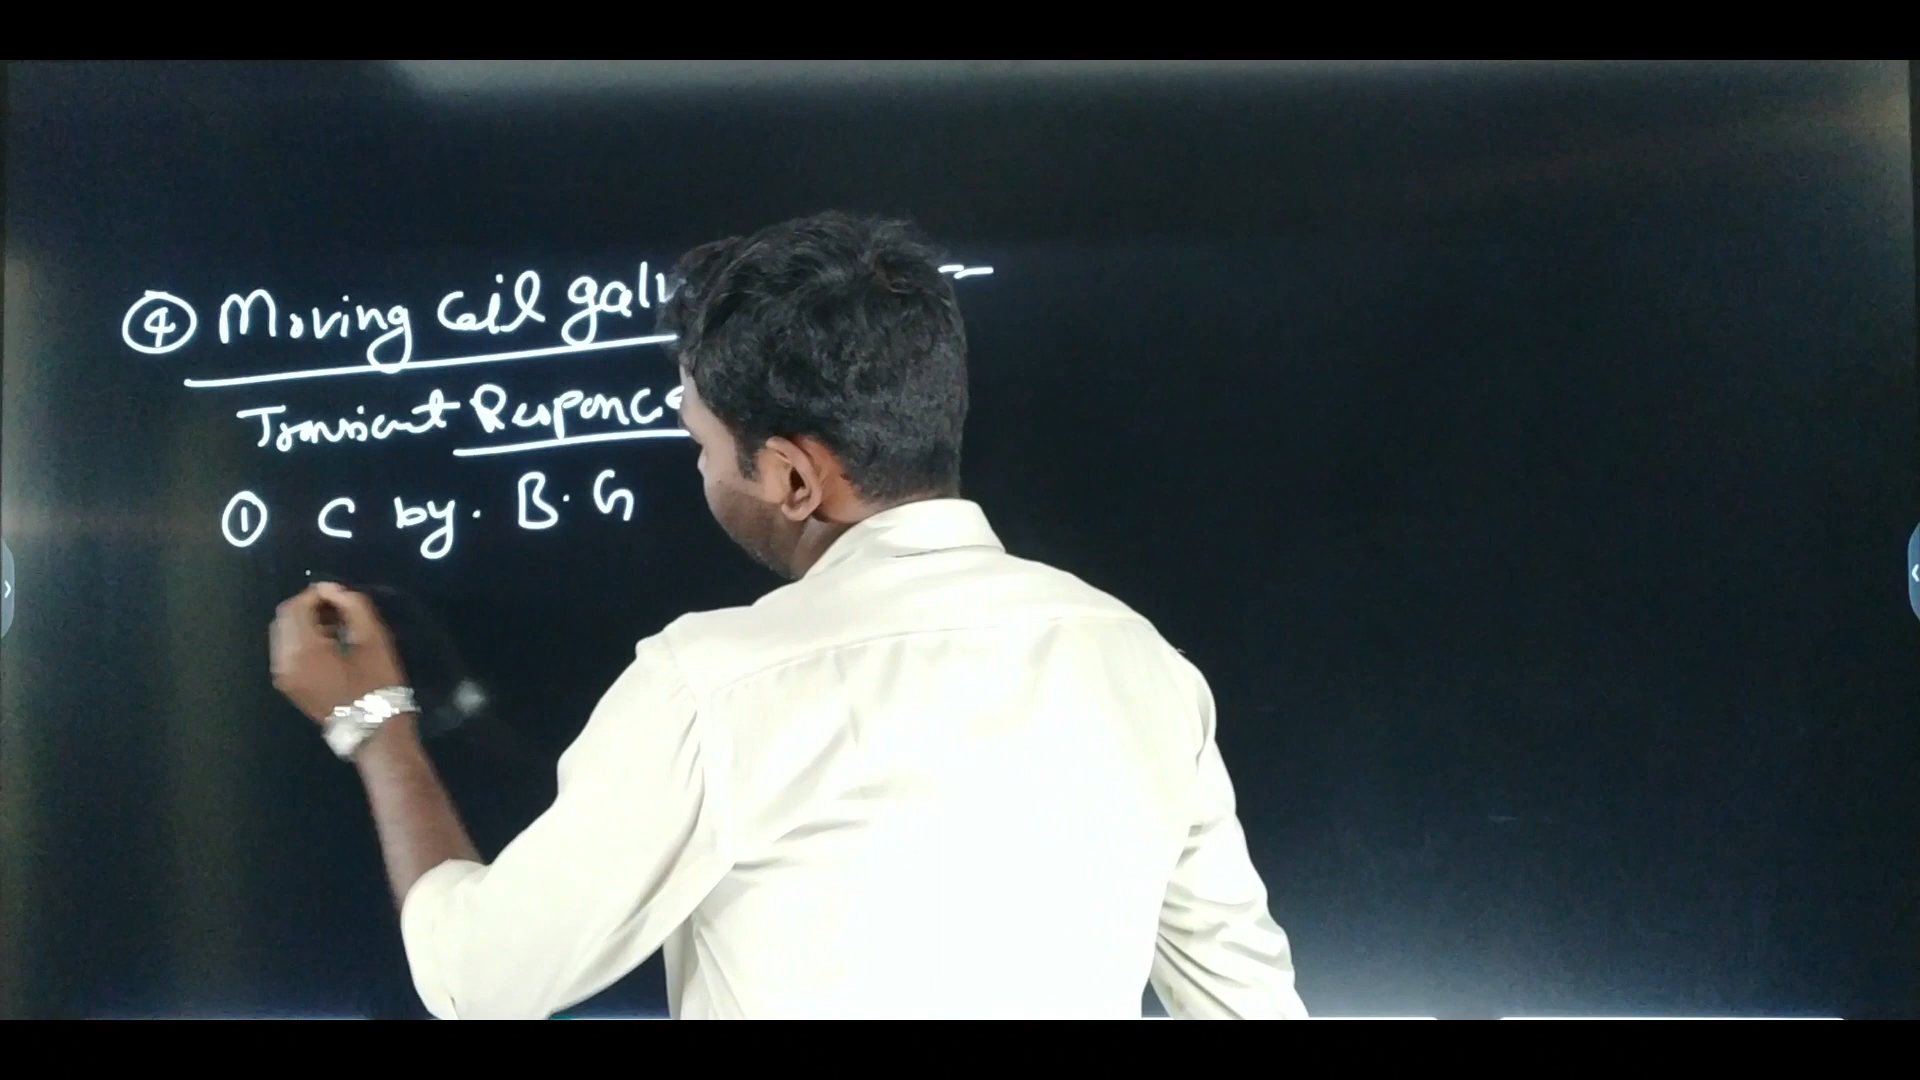 ④ Moving Coil galv
Transient Responce
① C by. B. G